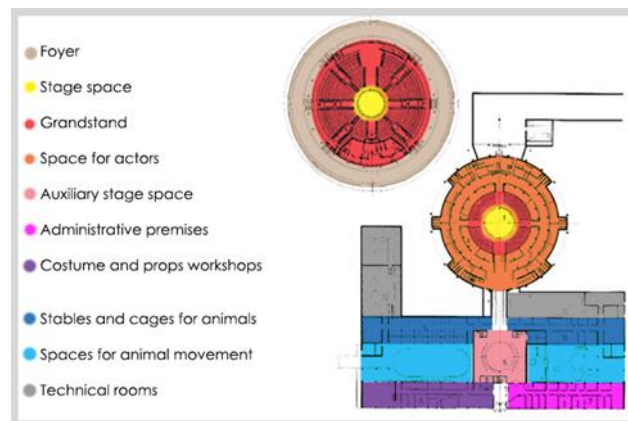 Foyer
Stage space
Grandstand
Space for actors
Auxiliary stage space
Administrative premises
Costume and props workshops
Stables and cages for animals
Spaces for animal movement
Technical rooms